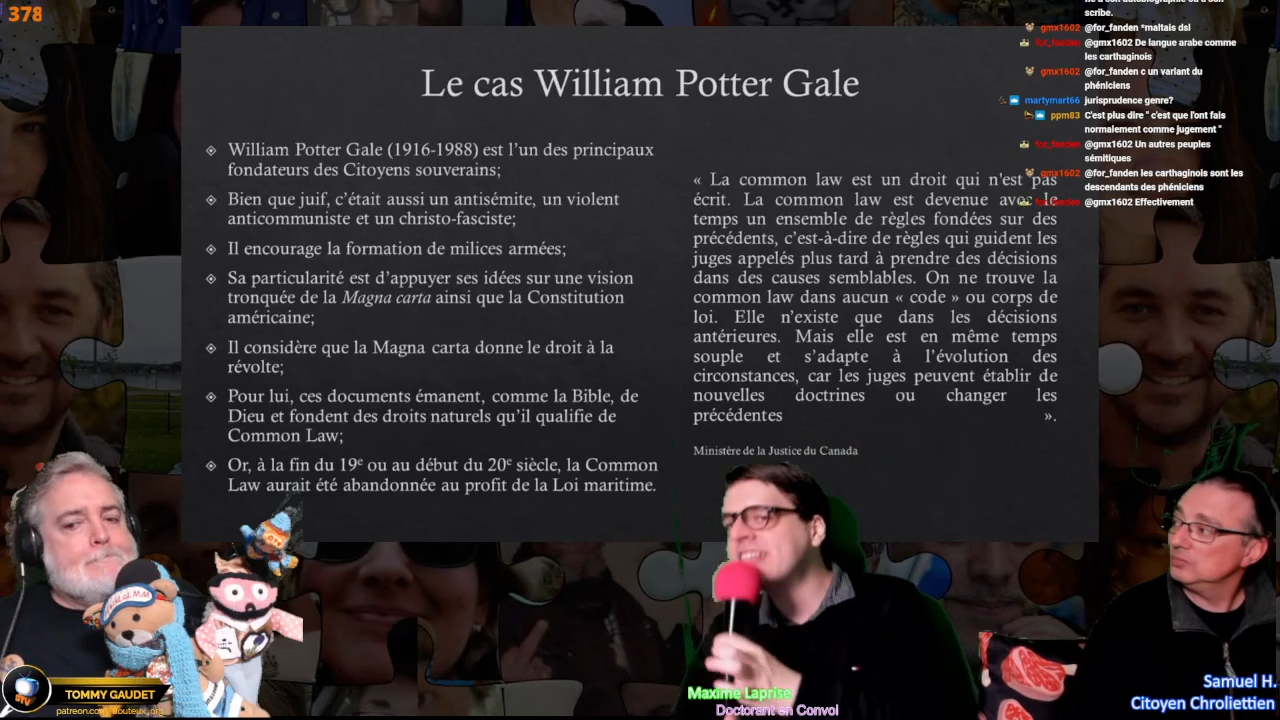 378
Le cas William Potter Gale
William Potter Gale (1916-1988) est l'un des principaux
fondateurs des Citoyens souverains;
Bien que juif, c'était aussi un antisémite, un violent
anticommuniste et un christo-fasciste;
Il encourage la formation de milices armées;
Sa particularité est d'appuyer ses idées sur une vision
tronquée de la Magna carta ainsi que la Constitution
américaine;
Il considère que la Magna carta donne le droit à la
révolte;
Pour lui, ces documents émanent, comme la Bible, de
Dieu et fondent des droits naturels qu'il qualifie de
Common Law;
Or, à la fin du 19e ou au début du 20e siècle, la Common
Law aurait été abandonnée au profit de la Loi maritime.
« La common law est un droit qui n'est pas
écrit. La common law est devenue avec le
temps un ensemble de règles fondées sur des
précédents, c'est-à-dire de règles qui guident les
juges appelés plus tard à prendre des décisions
dans des causes semblables. On ne trouve la
common law dans aucun « code » ou corps de
loi. Elle n'existe que dans les décisions
antérieures. Mais elle est en même temps
souple et s'adapte à l'évolution des
circonstances, car les juges peuvent établir de
nouvelles doctrines ou changer les
précédentes ».
Ministère de la Justice du Canada
scribe.
gmx1602 @for_fanden *maltais dsl
for_fanden @gmx1602 De langue arabe comme
les carthaginois
gmx1602 @for_fanden c un variant du
phéniciens
martymart66 jurisprudence genre?
ppm83 C'est plus dire " c'est que l'ont fais
normalement comme jugement "
for_fanden @gmx1602 Un autres peuples
sémitiques
gmx1602 @for_fanden les carthaginois sont les
descendants des phéniciens
for_fanden @gmx1602 Effectivement
TOMMY GAUDET
Maxime Laprise
Doctorant en Convoi
Samuel H.
Citoyen Chroliettien